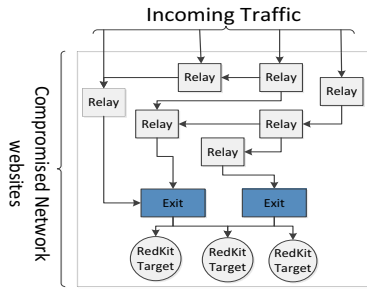 Incoming Traffic
Compromised Network
websites
Relay
Relay
Relay
Relay
Relay
Relay
Relay
Exit
Exit
RedKit
Target
RedKit
Target
RedKit
Target